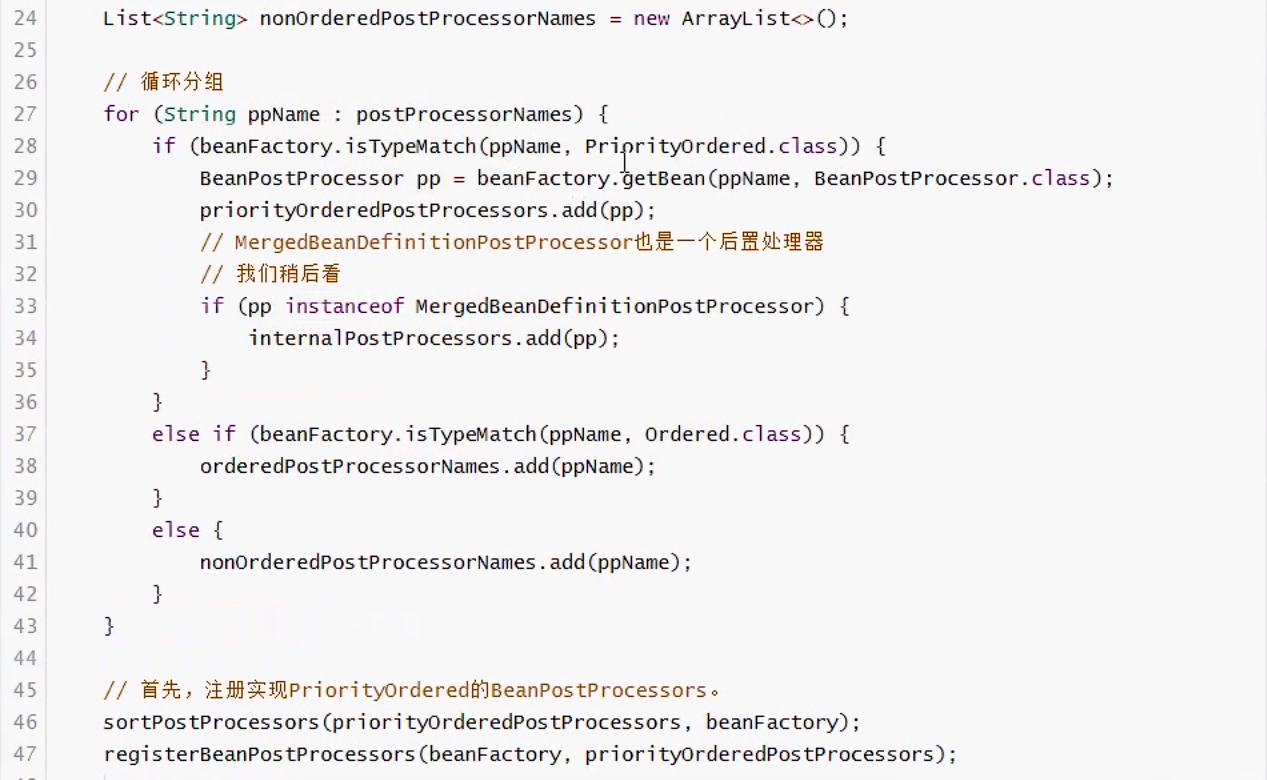 24 List<String> nonOrderedPostProcessorNames = new ArrayList<>();
25
26 // 循环分组
27 for (String ppName : postProcessorNames) {
28 if (beanFactory.isTypeMatch(ppName, PriorityOrdered.class)) {
29 BeanPostProcessor pp = beanFactory.getBean(ppName, BeanPostProcessor.class);
30 priorityOrderedPostProcessors.add(pp);
31 // MergedBeanDefinitionPostProcessor也是一个后置处理器
32 // 我们稍后看
33 if (pp instanceof MergedBeanDefinitionPostProcessor) {
34 internalPostProcessors.add(pp);
35 }
36 }
37 else if (beanFactory.isTypeMatch(ppName, Ordered.class)) {
38 orderedPostProcessorNames.add(ppName);
39 }
40 else {
41 nonOrderedPostProcessorNames.add(ppName);
42 }
43 }
44
45 // 首先，注册实现PriorityOrdered的BeanPostProcessors。
46 sortPostProcessors(priorityOrderedPostProcessors, beanFactory);
47 registerBeanPostProcessors(beanFactory, priorityOrderedPostProcessors);